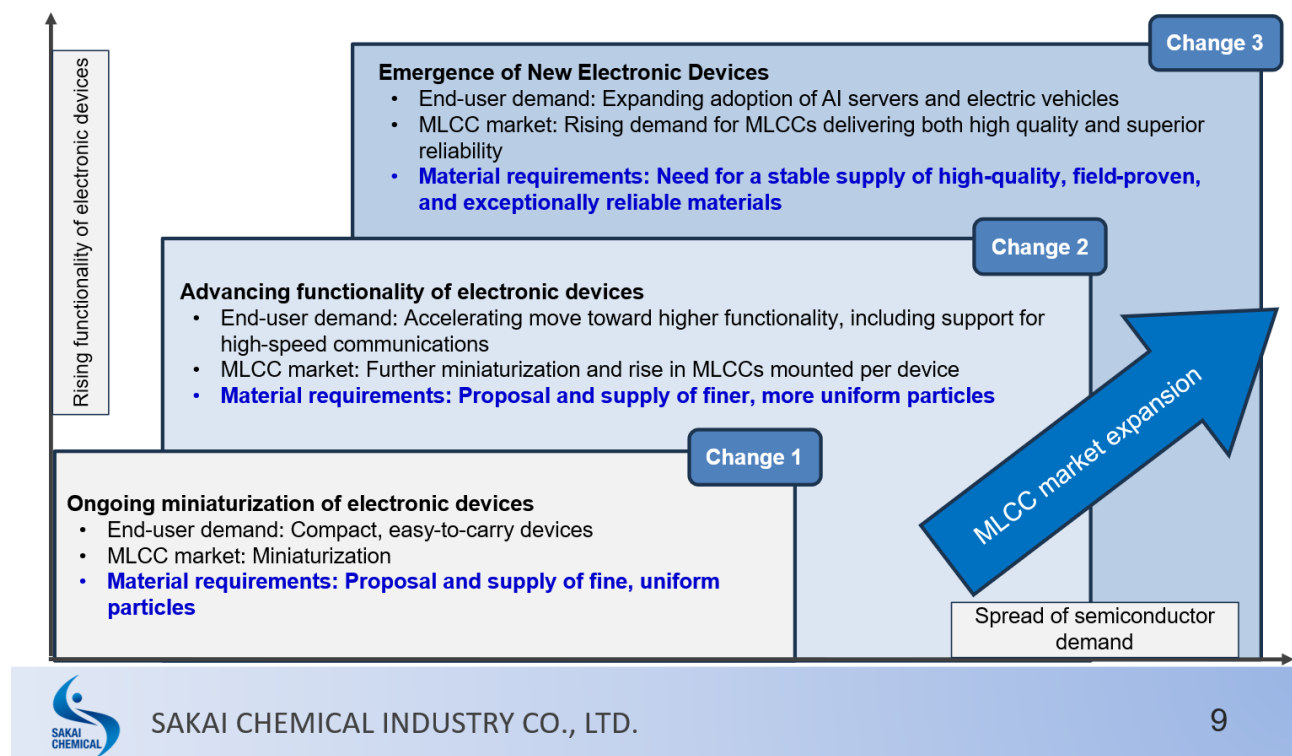 Rising functionality of electronic devices
Change 3
Emergence of New Electronic Devices
• End-user demand: Expanding adoption of AI servers and electric vehicles
• MLCC market: Rising demand for MLCCs delivering both high quality and superior
reliability
• Material requirements: Need for a stable supply of high-quality, field-proven,
and exceptionally reliable materials
Change 2
Advancing functionality of electronic devices
• End-user demand: Accelerating move toward higher functionality, including support for
high-speed communications
• MLCC market: Further miniaturization and rise in MLCCs mounted per device
• Material requirements: Proposal and supply of finer, more uniform particles
Change 1
Ongoing miniaturization of electronic devices
• End-user demand: Compact, easy-to-carry devices
• MLCC market: Miniaturization
• Material requirements: Proposal and supply of fine, uniform
particles
MLCC market expansion
Spread of semiconductor
demand
SAKAI
CHEMICAL
SAKAI CHEMICAL INDUSTRY CO., LTD.
9